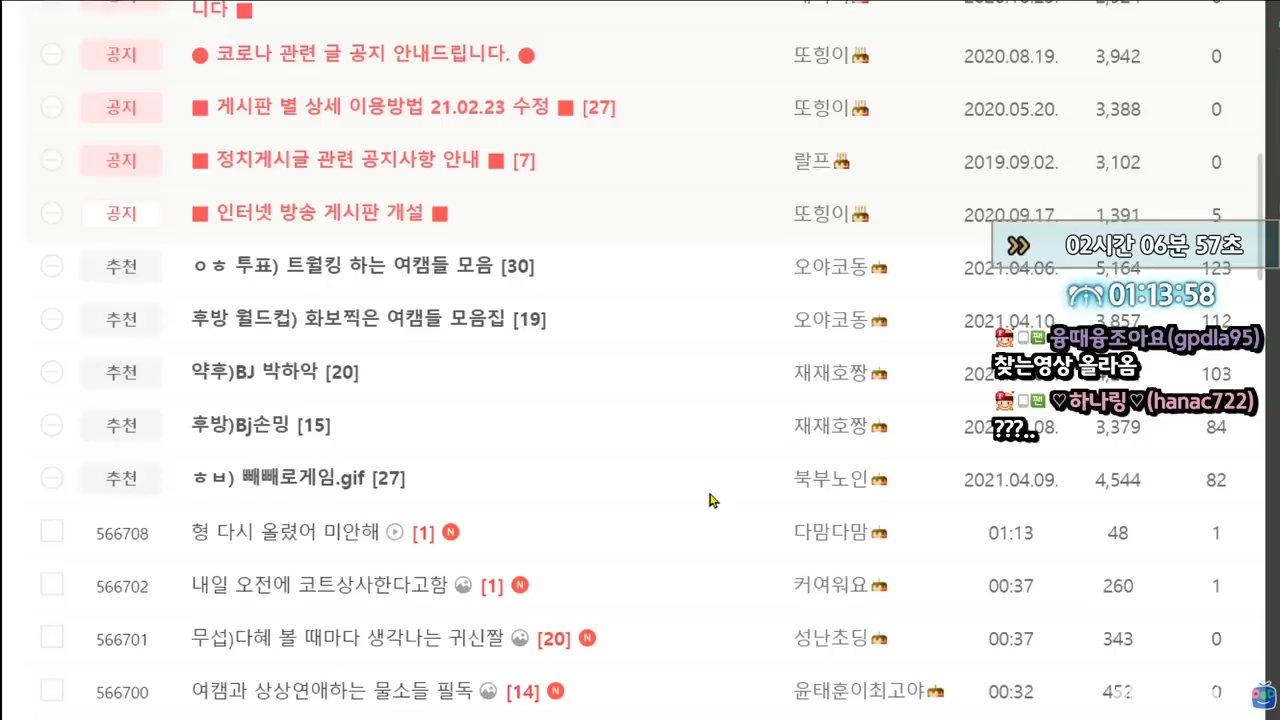 니다 ■
공지 ● 코로나 관련 글 공지 안내드립니다. ● 또힝이 2020.08.19. 3,942 0
공지 ■ 게시판 별 상세 이용방법 21.02.23 수정 ■ [27] 또힝이 2020.05.20. 3,388 0
공지 ■ 정치게시글 관련 공지사항 안내 ■ [7] 랄프 2019.09.02. 3,102 0
공지 ■ 인터넷 방송 게시판 개설 ■ 또힝이 2020.09.17. 1,391 5
02시간 06분 57초
추천 ㅇㅎ 투표) 트월킹 하는 여캠들 모음 [30] 오야코동 2021.04.06. 5,164 123
01:13:58
추천 후방 월드컵) 화보찍은 여캠들 모음집 [19] 오야코동 2021.04.10. 3,857 112
팬 융때융조아요(gpdla95)
찾는영상 올라옴
추천 약후)BJ 박하악 [20] 재재호짱 103
팬 ♡하나링♡(hanac722)
추천 후방)Bj손밍 [15] 재재호짱 08. 3,379 84
???..
추천 ㅎㅂ) 빼빼로게임.gif [27] 북부노인 2021.04.09. 4,544 82
566708 형 다시 올렸어 미안해 [1] N 다맘다맘 01:13 48 1
566702 내일 오전에 코트상사한다고함 [1] N 커여워요 00:37 260 1
566701 무섭)다혜 볼 때마다 생각나는 귀신짤 [20] N 성난초딩 00:37 343 0
566700 여캠과 상상연애하는 물소들 필독 [14] N 윤태훈이최고야 00:32 452 0